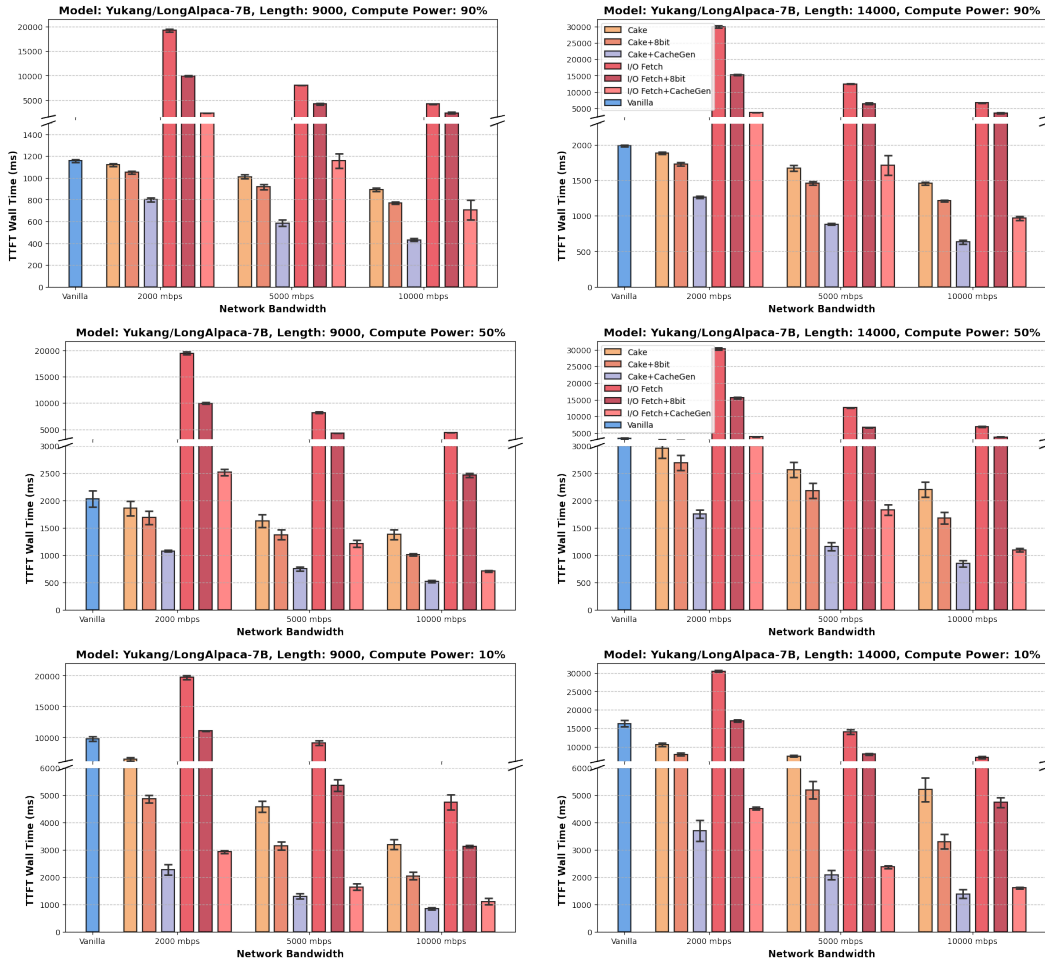 Model: Yukang/LongAlpaca-7B, Length: 9000, Compute Power: 90%
20000
15000
10000
5000
1400
1200
1000
800
600
400
200
0
TTFT Wall Time (ms)
Vanilla
2000 mbps
5000 mbps
10000 mbps
Network Bandwidth
Model: Yukang/LongAlpaca-7B, Length: 14000, Compute Power: 90%
30000
25000
20000
15000
10000
5000
2000
1500
1000
500
0
TTFT Wall Time (ms)
Cake
Cake+8bit
Cake+CacheGen
I/O Fetch
I/O Fetch+8bit
I/O Fetch+CacheGen
Vanilla
Vanilla
2000 mbps
5000 mbps
10000 mbps
Network Bandwidth
Model: Yukang/LongAlpaca-7B, Length: 9000, Compute Power: 50%
20000
15000
10000
5000
3000
2500
2000
1500
1000
500
0
TTFT Wall Time (ms)
Vanilla
2000 mbps
5000 mbps
10000 mbps
Network Bandwidth
Model: Yukang/LongAlpaca-7B, Length: 14000, Compute Power: 50%
30000
25000
20000
15000
10000
5000
3000
2500
2000
1500
1000
500
0
TTFT Wall Time (ms)
Cake
Cake+8bit
Cake+CacheGen
I/O Fetch
I/O Fetch+8bit
I/O Fetch+CacheGen
Vanilla
Vanilla
2000 mbps
5000 mbps
10000 mbps
Network Bandwidth
Model: Yukang/LongAlpaca-7B, Length: 9000, Compute Power: 10%
20000
15000
10000
6000
5000
4000
3000
2000
1000
0
TTFT Wall Time (ms)
Vanilla
2000 mbps
5000 mbps
10000 mbps
Network Bandwidth
Model: Yukang/LongAlpaca-7B, Length: 14000, Compute Power: 10%
30000
25000
20000
15000
10000
6000
5000
4000
3000
2000
1000
0
TTFT Wall Time (ms)
Vanilla
2000 mbps
5000 mbps
10000 mbps
Network Bandwidth